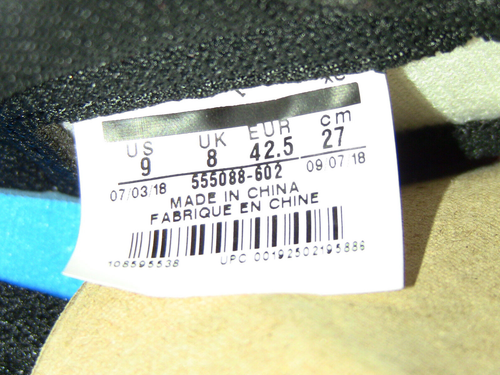 US UK EUR cm
9 8 42.5 27
07/03/18 555088-602 09 07 18
MADE IN CHINA
FABRIQUE EN CHINE
108595538 UPC 00192502195886